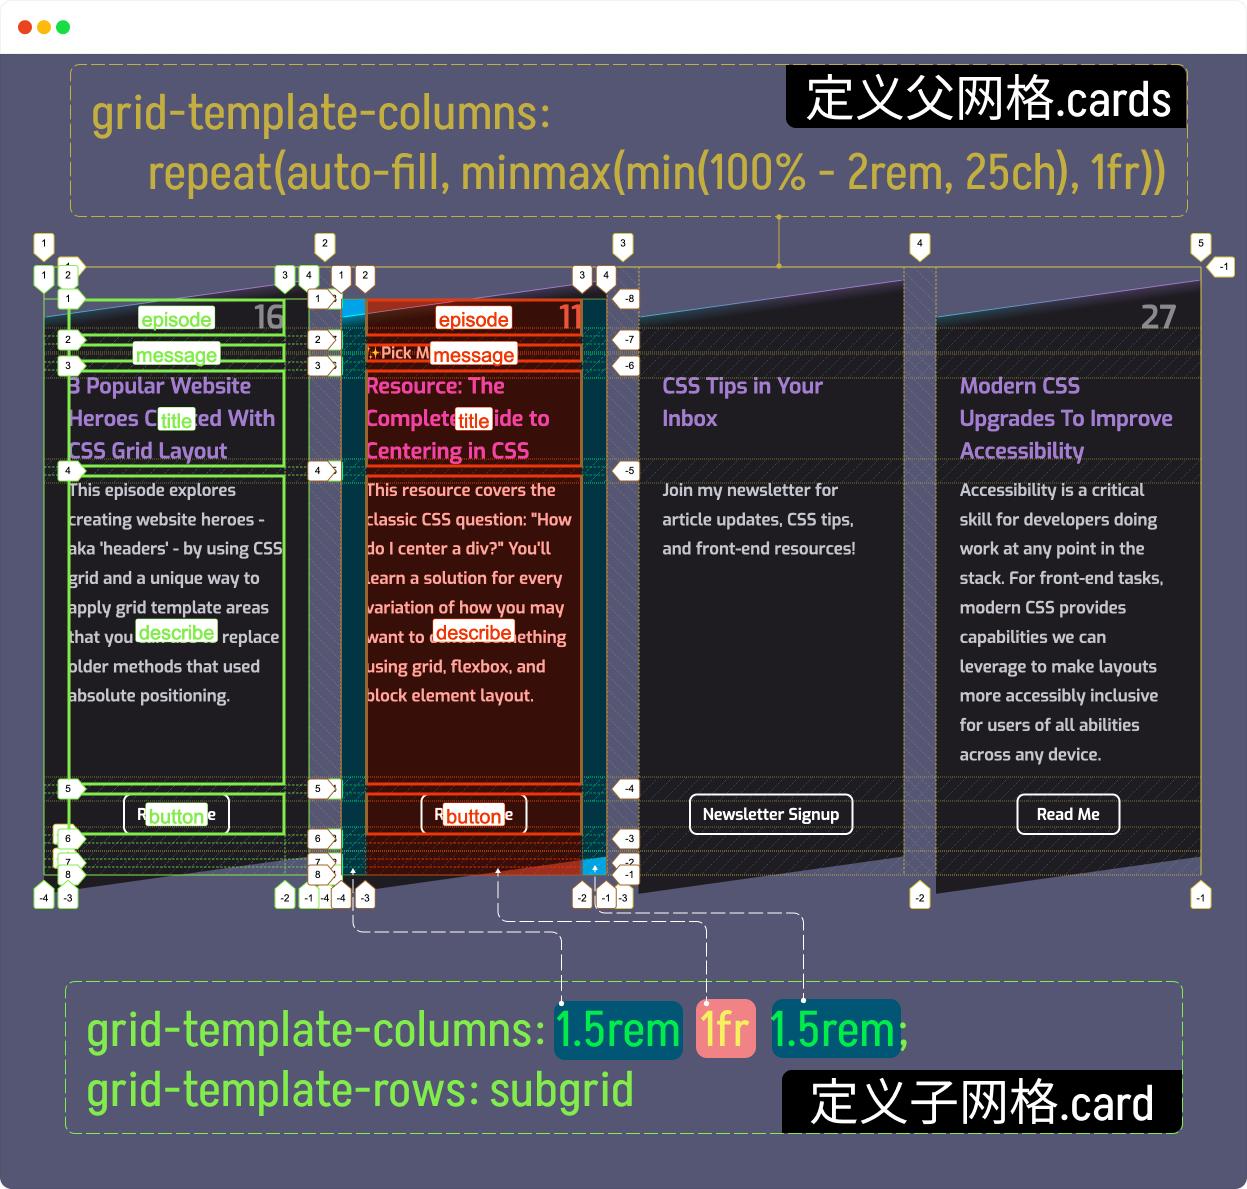 定义父网格.cards
grid-template-columns:
repeat(auto-fill, minmax(min(100% - 2rem, 25ch), 1fr))
1 2 3 4 5
1 2 3 4 1 2 3 4 -1
1 1 -8
episode 16 episode 11 27
2 2 -7
message ✨Pick M message
3 3 -6
3 Popular Website
Heroes C title ted With
CSS Grid Layout
Resource: The
Complete title ide to
Centering in CSS
CSS Tips in Your
Inbox
Modern CSS
Upgrades To Improve
Accessibility
4 4 -5
This episode explores
creating website heroes -
aka 'headers' - by using CSS
grid and a unique way to
apply grid template areas
that you describe replace
older methods that used
absolute positioning.
This resource covers the
classic CSS question: "How
do I center a div?" You'll
learn a solution for every
variation of how you may
want to describe mething
using grid, flexbox, and
block element layout.
Join my newsletter for
article updates, CSS tips,
and front-end resources!
Accessibility is a critical
skill for developers doing
work at any point in the
stack. For front-end tasks,
modern CSS provides
capabilities we can
leverage to make layouts
more accessibly inclusive
for users of all abilities
across any device.
5 5 -4
button button Newsletter Signup Read Me
6 6 -3
7 7 -2
8 8 -1
-4 -3 -2 -1 -4 -4 -3 -2 -1 -3 -2 -1
grid-template-columns: 1.5rem 1fr 1.5rem;
grid-template-rows: subgrid
定义子网格.card